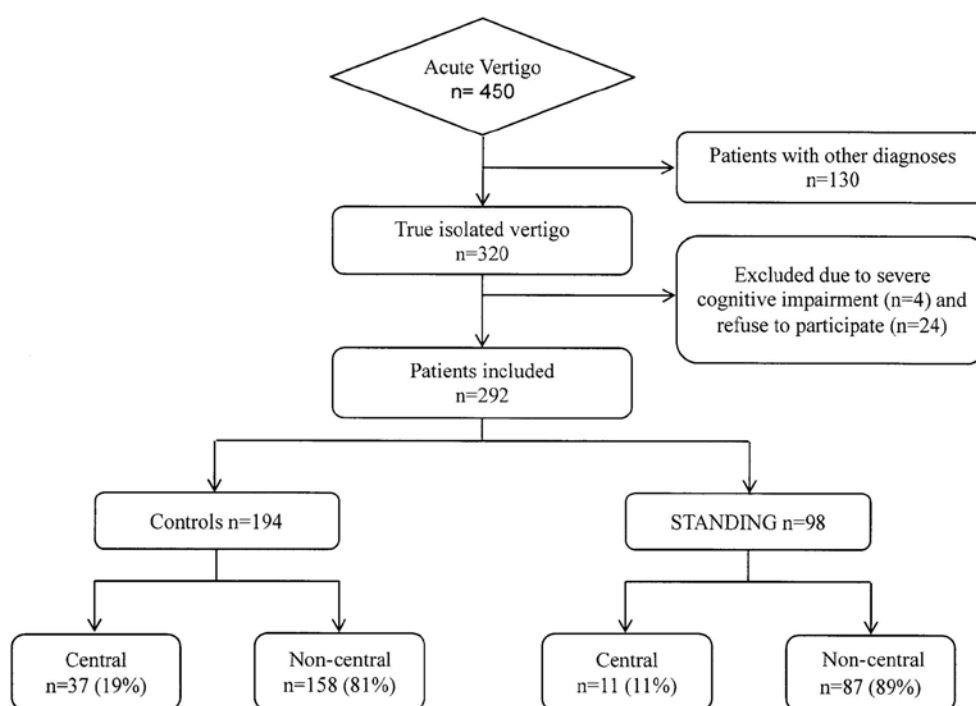 Acute Vertigo
n= 450
Patients with other diagnoses
n=130
True isolated vertigo
n=320
Excluded due to severe
cognitive impairment (n=4) and
refuse to participate (n=24)
Patients included
n=292
Controls n=194
STANDING n=98
Central
n=37 (19%)
Non-central
n=158 (81%)
Central
n=11 (11%)
Non-central
n=87 (89%)